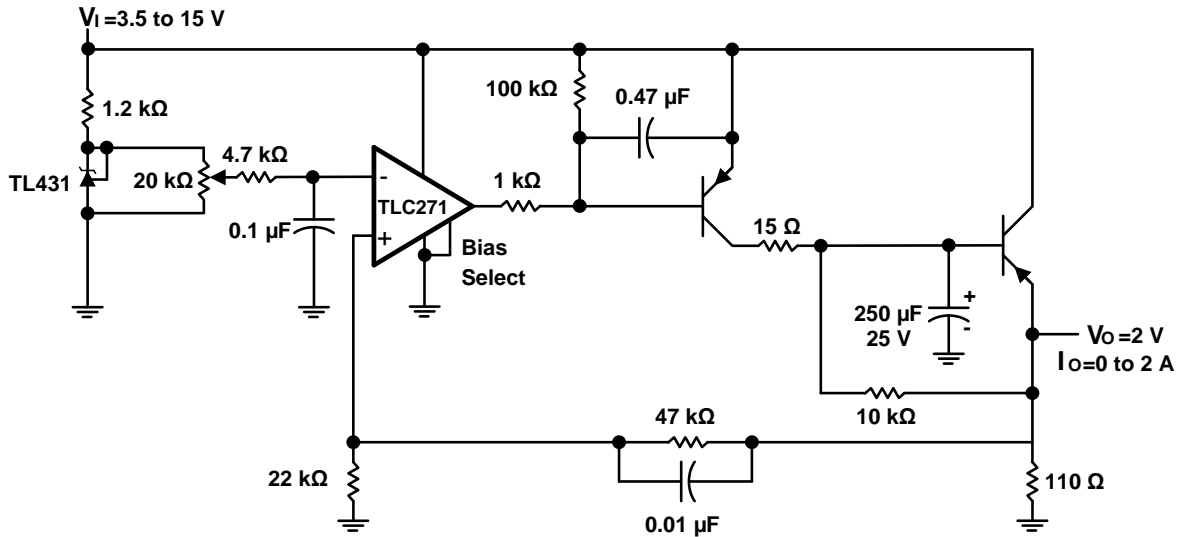 VI =3.5 to 15 V
1.2 kΩ
TL431
20 kΩ
4.7 kΩ
0.1 µF
-
TLC271
+
Bias
Select
1 kΩ
100 kΩ
0.47 µF
15 Ω
250 µF
25 V
+
-
VO =2 V
IO =0 to 2 A
10 kΩ
47 kΩ
0.01 µF
22 kΩ
110 Ω